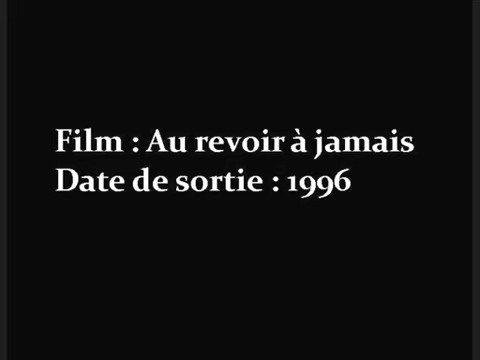 Film : Au revoir à jamais
Date de sortie : 1996